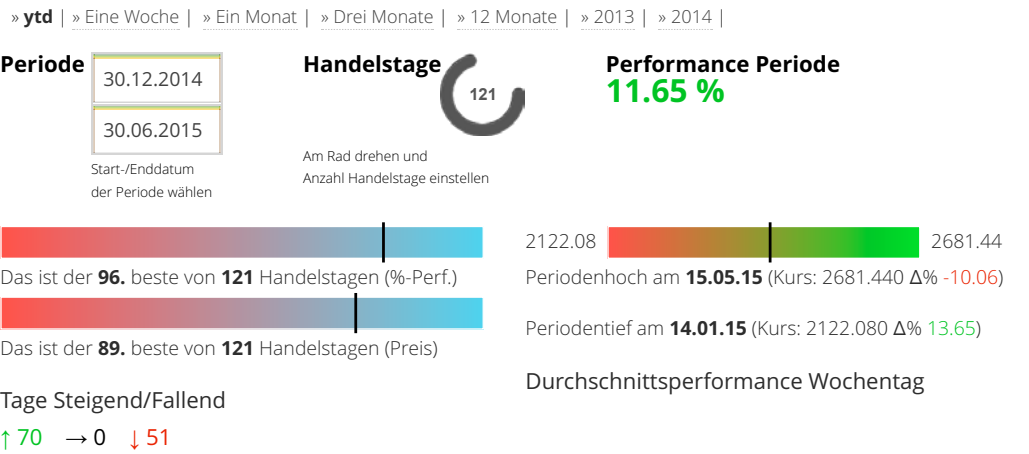 » ytd | » Eine Woche | » Ein Monat | » Drei Monate | » 12 Monate | » 2013 | » 2014 |
Periode
30.12.2014
30.06.2015
Start-/Enddatum
der Periode wählen
Handelstage
121
Am Rad drehen und
Anzahl Handelstage einstellen
Performance Periode
11.65 %
Das ist der 96. beste von 121 Handelstagen (%-Perf.)
Das ist der 89. beste von 121 Handelstagen (Preis)
Tage Steigend/Fallend
↑ 70 → 0 ↓ 51
2122.08 2681.44
Periodenhoch am 15.05.15 (Kurs: 2681.440 Δ% -10.06)
Periodentief am 14.01.15 (Kurs: 2122.080 Δ% 13.65)
Durchschnittsperformance Wochentag